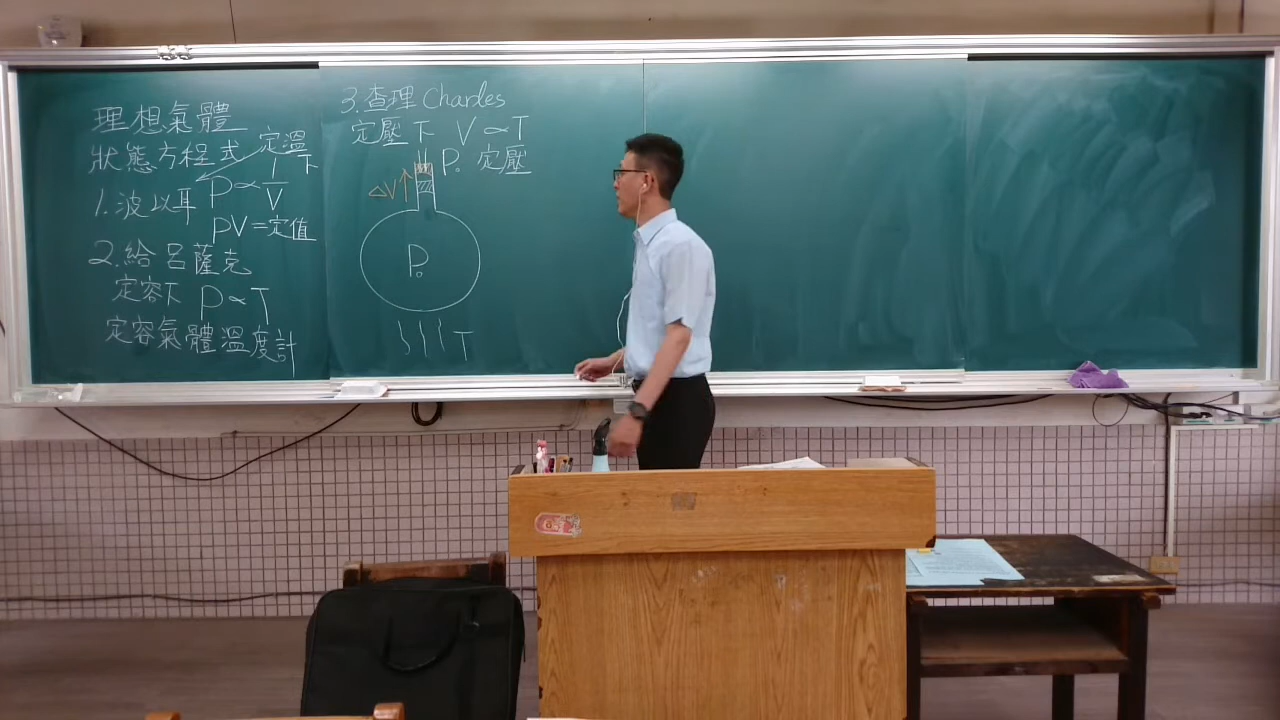 理想氣體
狀態方程式
定溫下
1.波以耳 P∝1/V
PV=定值
2.給呂薩克
定容下 P∝T
定容氣體溫度計
3.查理 Charles
定壓下 V∝T
P₀ 定壓
ΔV
P₀
T